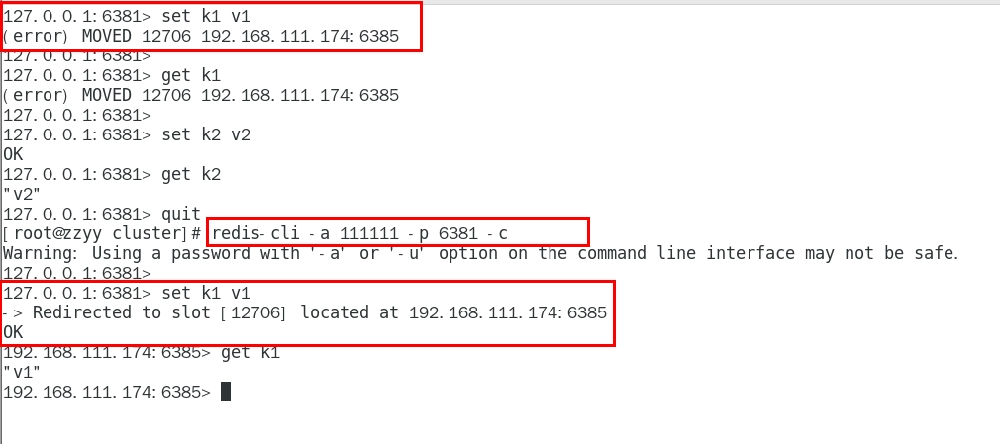 127.0.0.1:6381> set k1 v1
(error) MOVED 12706 192.168.111.174:6385
127.0.0.1:6381>
127.0.0.1:6381> get k1
(error) MOVED 12706 192.168.111.174:6385
127.0.0.1:6381>
127.0.0.1:6381> set k2 v2
OK
127.0.0.1:6381> get k2
"v2"
127.0.0.1:6381> quit
[root@zzyy cluster]# redis-cli -a 111111 -p 6381 -c
Warning: Using a password with '-a' or '-u' option on the command line interface may not be safe.
127.0.0.1:6381>
127.0.0.1:6381> set k1 v1
-> Redirected to slot [12706] located at 192.168.111.174:6385
OK
192.168.111.174:6385> get k1
"v1"
192.168.111.174:6385>